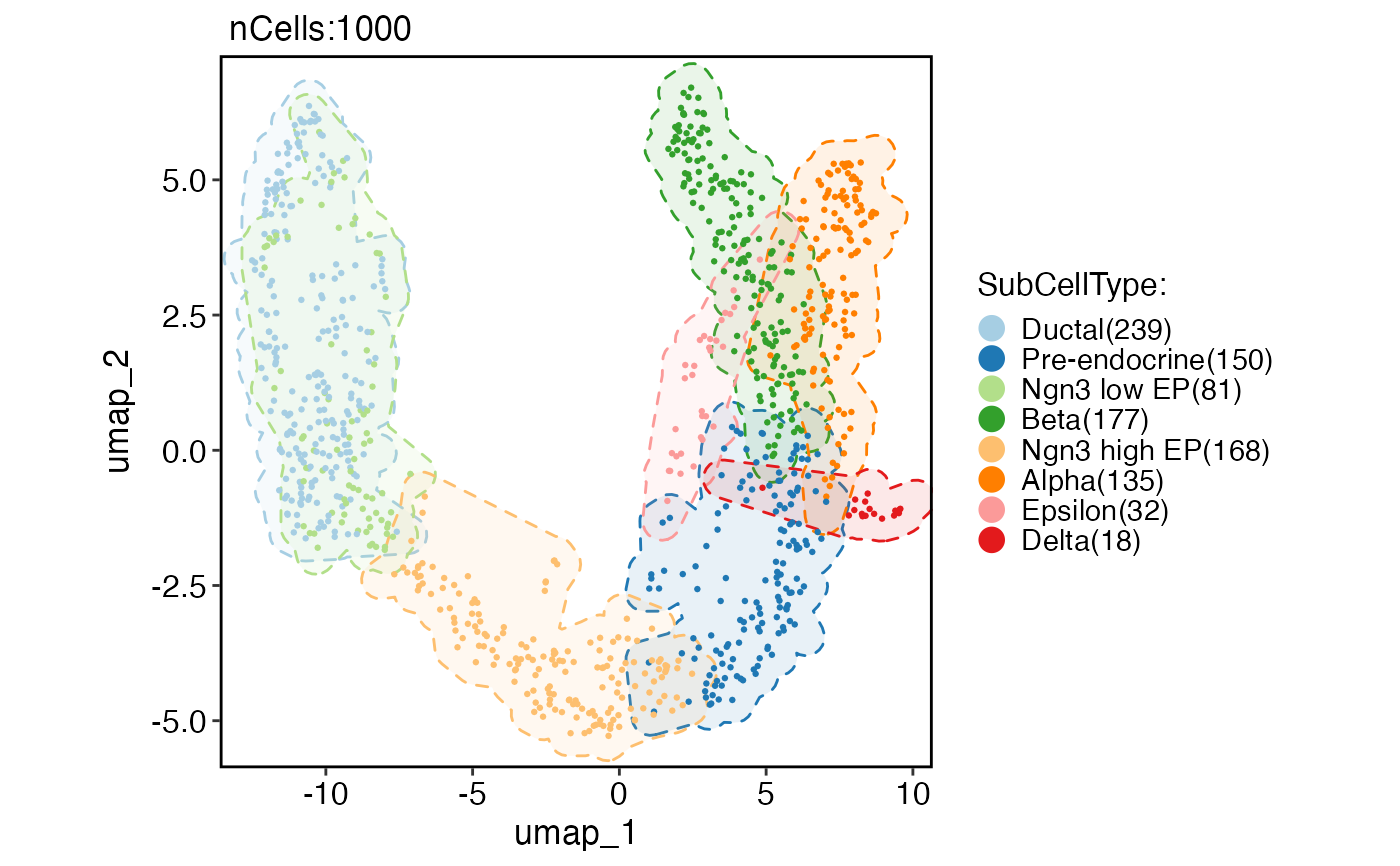 nCells:1000
5.0
2.5
0.0
-2.5
-5.0
umap_2
-10
-5
0
5
10
umap_1
SubCellType:
Ductal(239)
Pre-endocrine(150)
Ngn3 low EP(81)
Beta(177)
Ngn3 high EP(168)
Alpha(135)
Epsilon(32)
Delta(18)